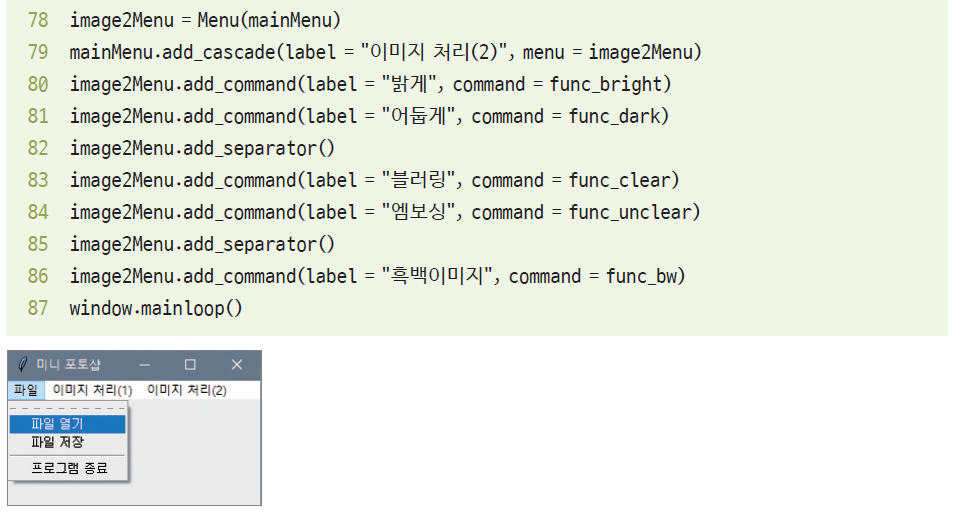 78 image2Menu = Menu(mainMenu)
79 mainMenu.add_cascade(label = "이미지 처리(2)", menu = image2Menu)
80 image2Menu.add_command(label = "밝게", command = func_bright)
81 image2Menu.add_command(label = "어둡게", command = func_dark)
82 image2Menu.add_separator()
83 image2Menu.add_command(label = "블러링", command = func_clear)
84 image2Menu.add_command(label = "엠보싱", command = func_unclear)
85 image2Menu.add_separator()
86 image2Menu.add_command(label = "흑백이미지", command = func_bw)
87 window.mainloop()
미니 포토샵
파일 이미지 처리(1) 이미지 처리(2)
파일 열기
파일 저장
프로그램 종료